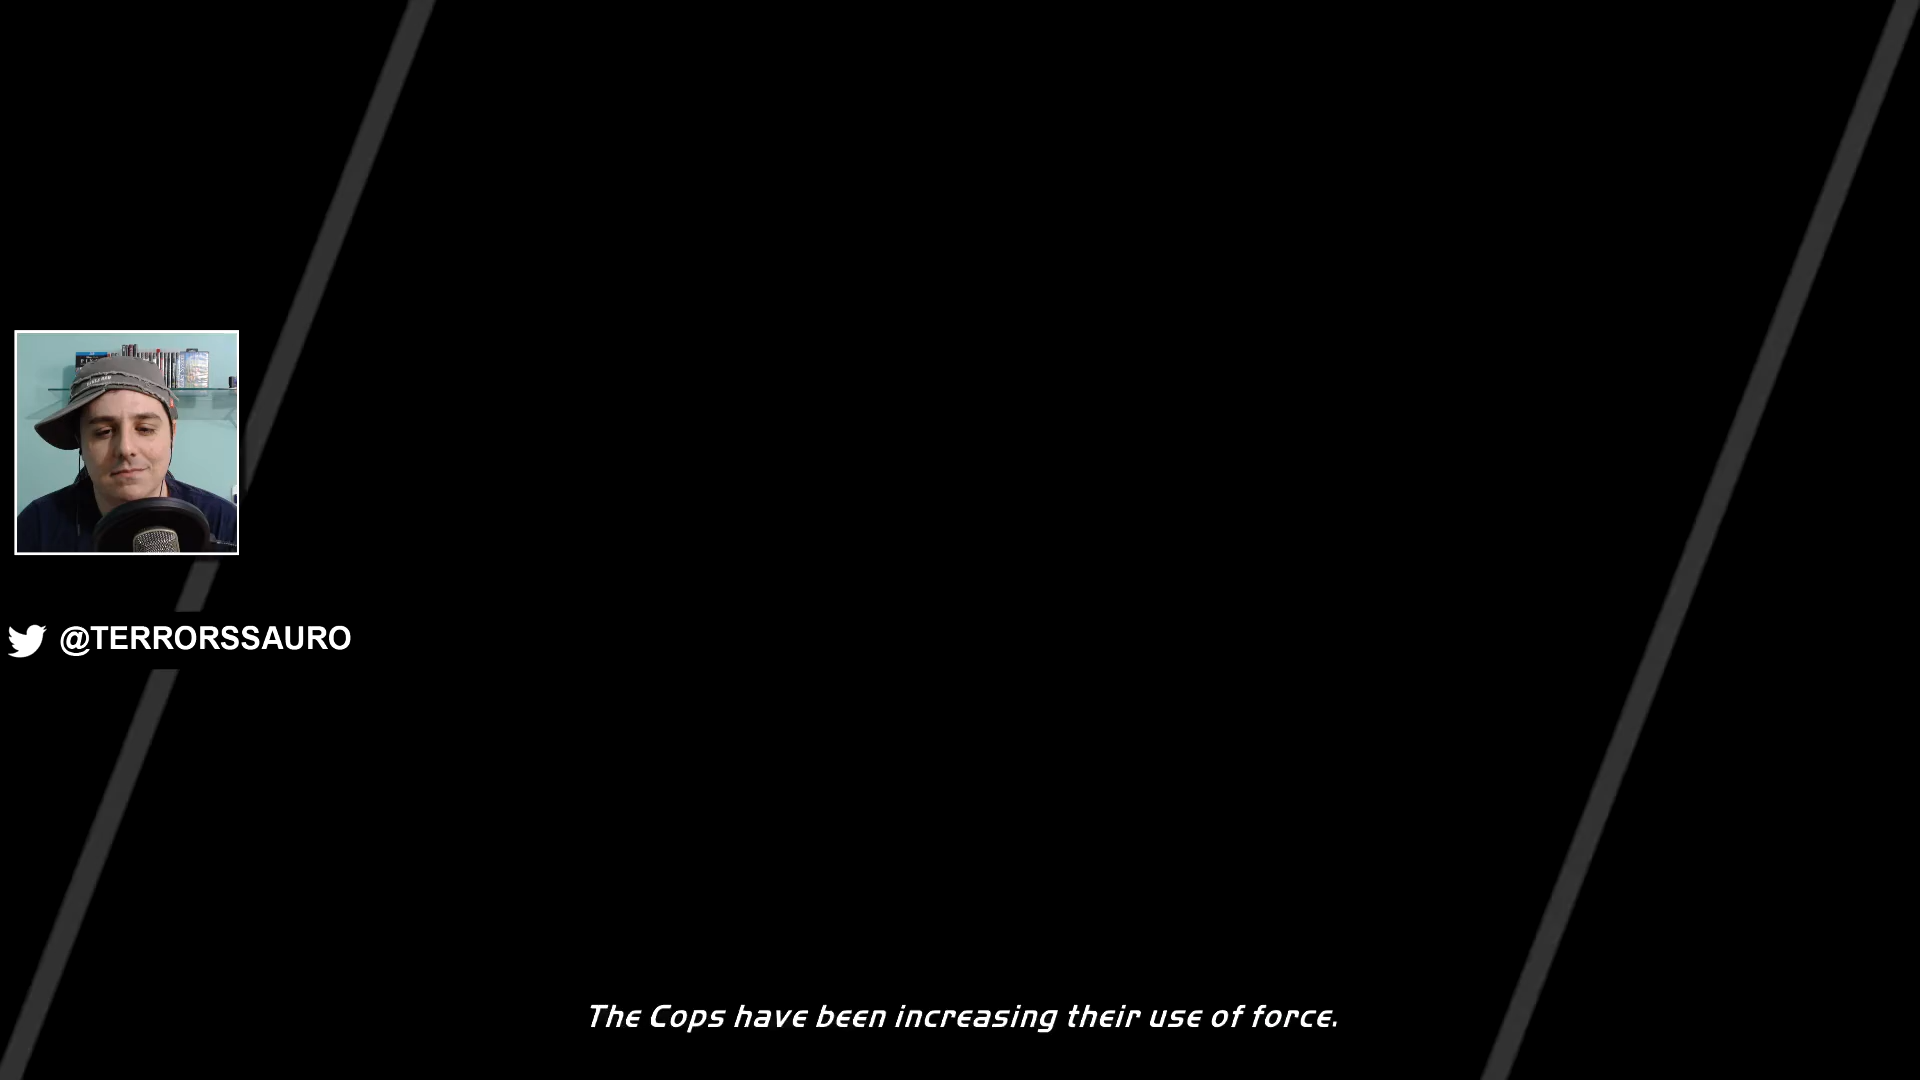 @TERRORSSAURO
The Cops have been increasing their use of force.